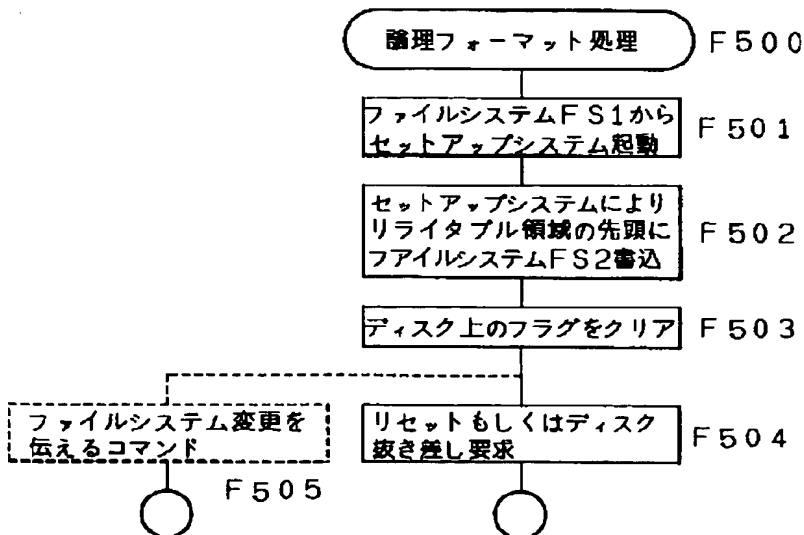 論理フォーマット処理
F500
ファイルシステムFS1から
セットアップシステム起動
F501
セットアップシステムにより
リライタブル領域の先頭に
フアイルシステムFS2書込
F502
ディスク上のフラグをクリア
F503
ファイルシステム変更を
伝えるコマンド
F505
リセットもしくはディスク
抜き差し要求
F504